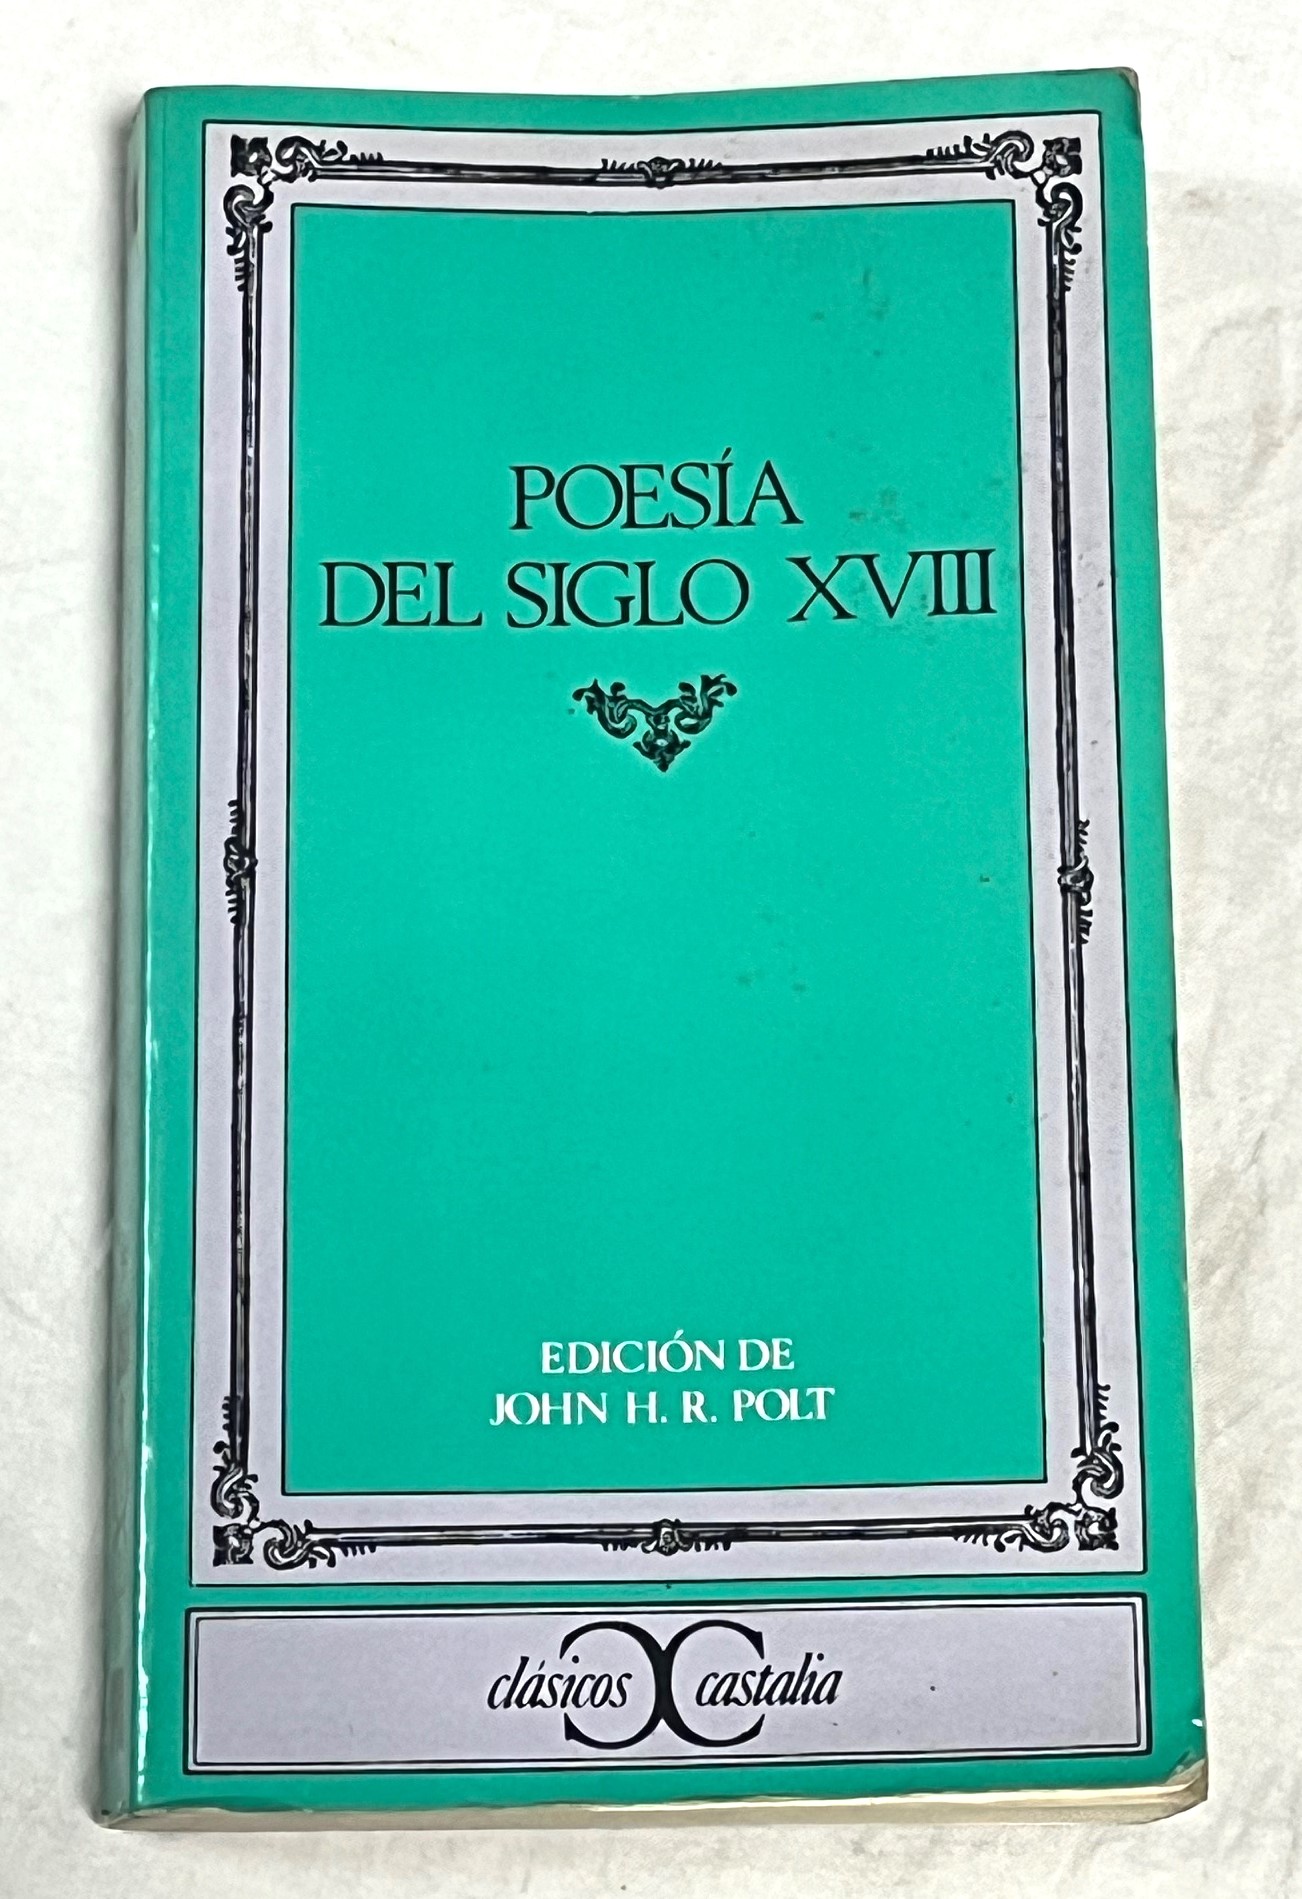 POESÍA
DEL SIGLO XVIII
EDICIÓN DE
JOHN H. R. POLT
clásicos castalia